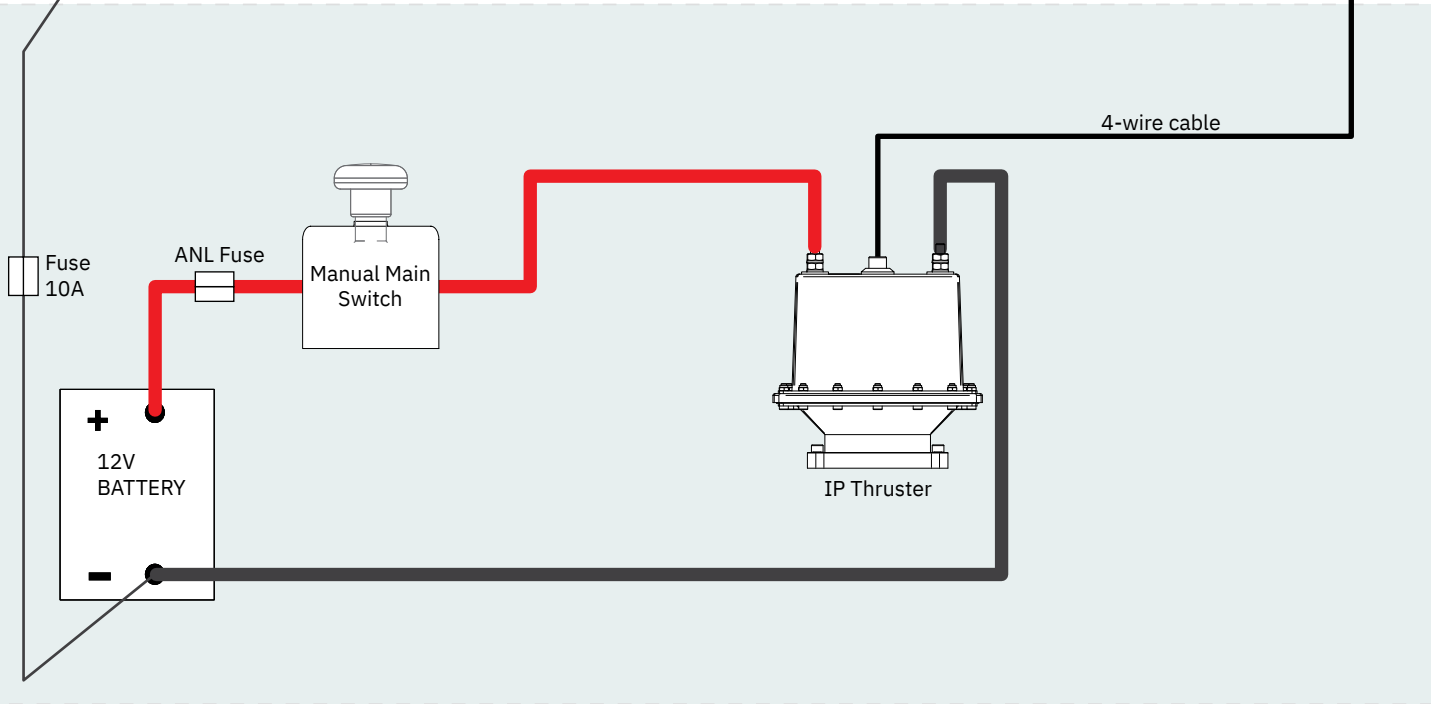 4-wire cable
ANL Fuse
Fuse
10A
Manual Main
Switch
+
12V
BATTERY
-
IP Thruster